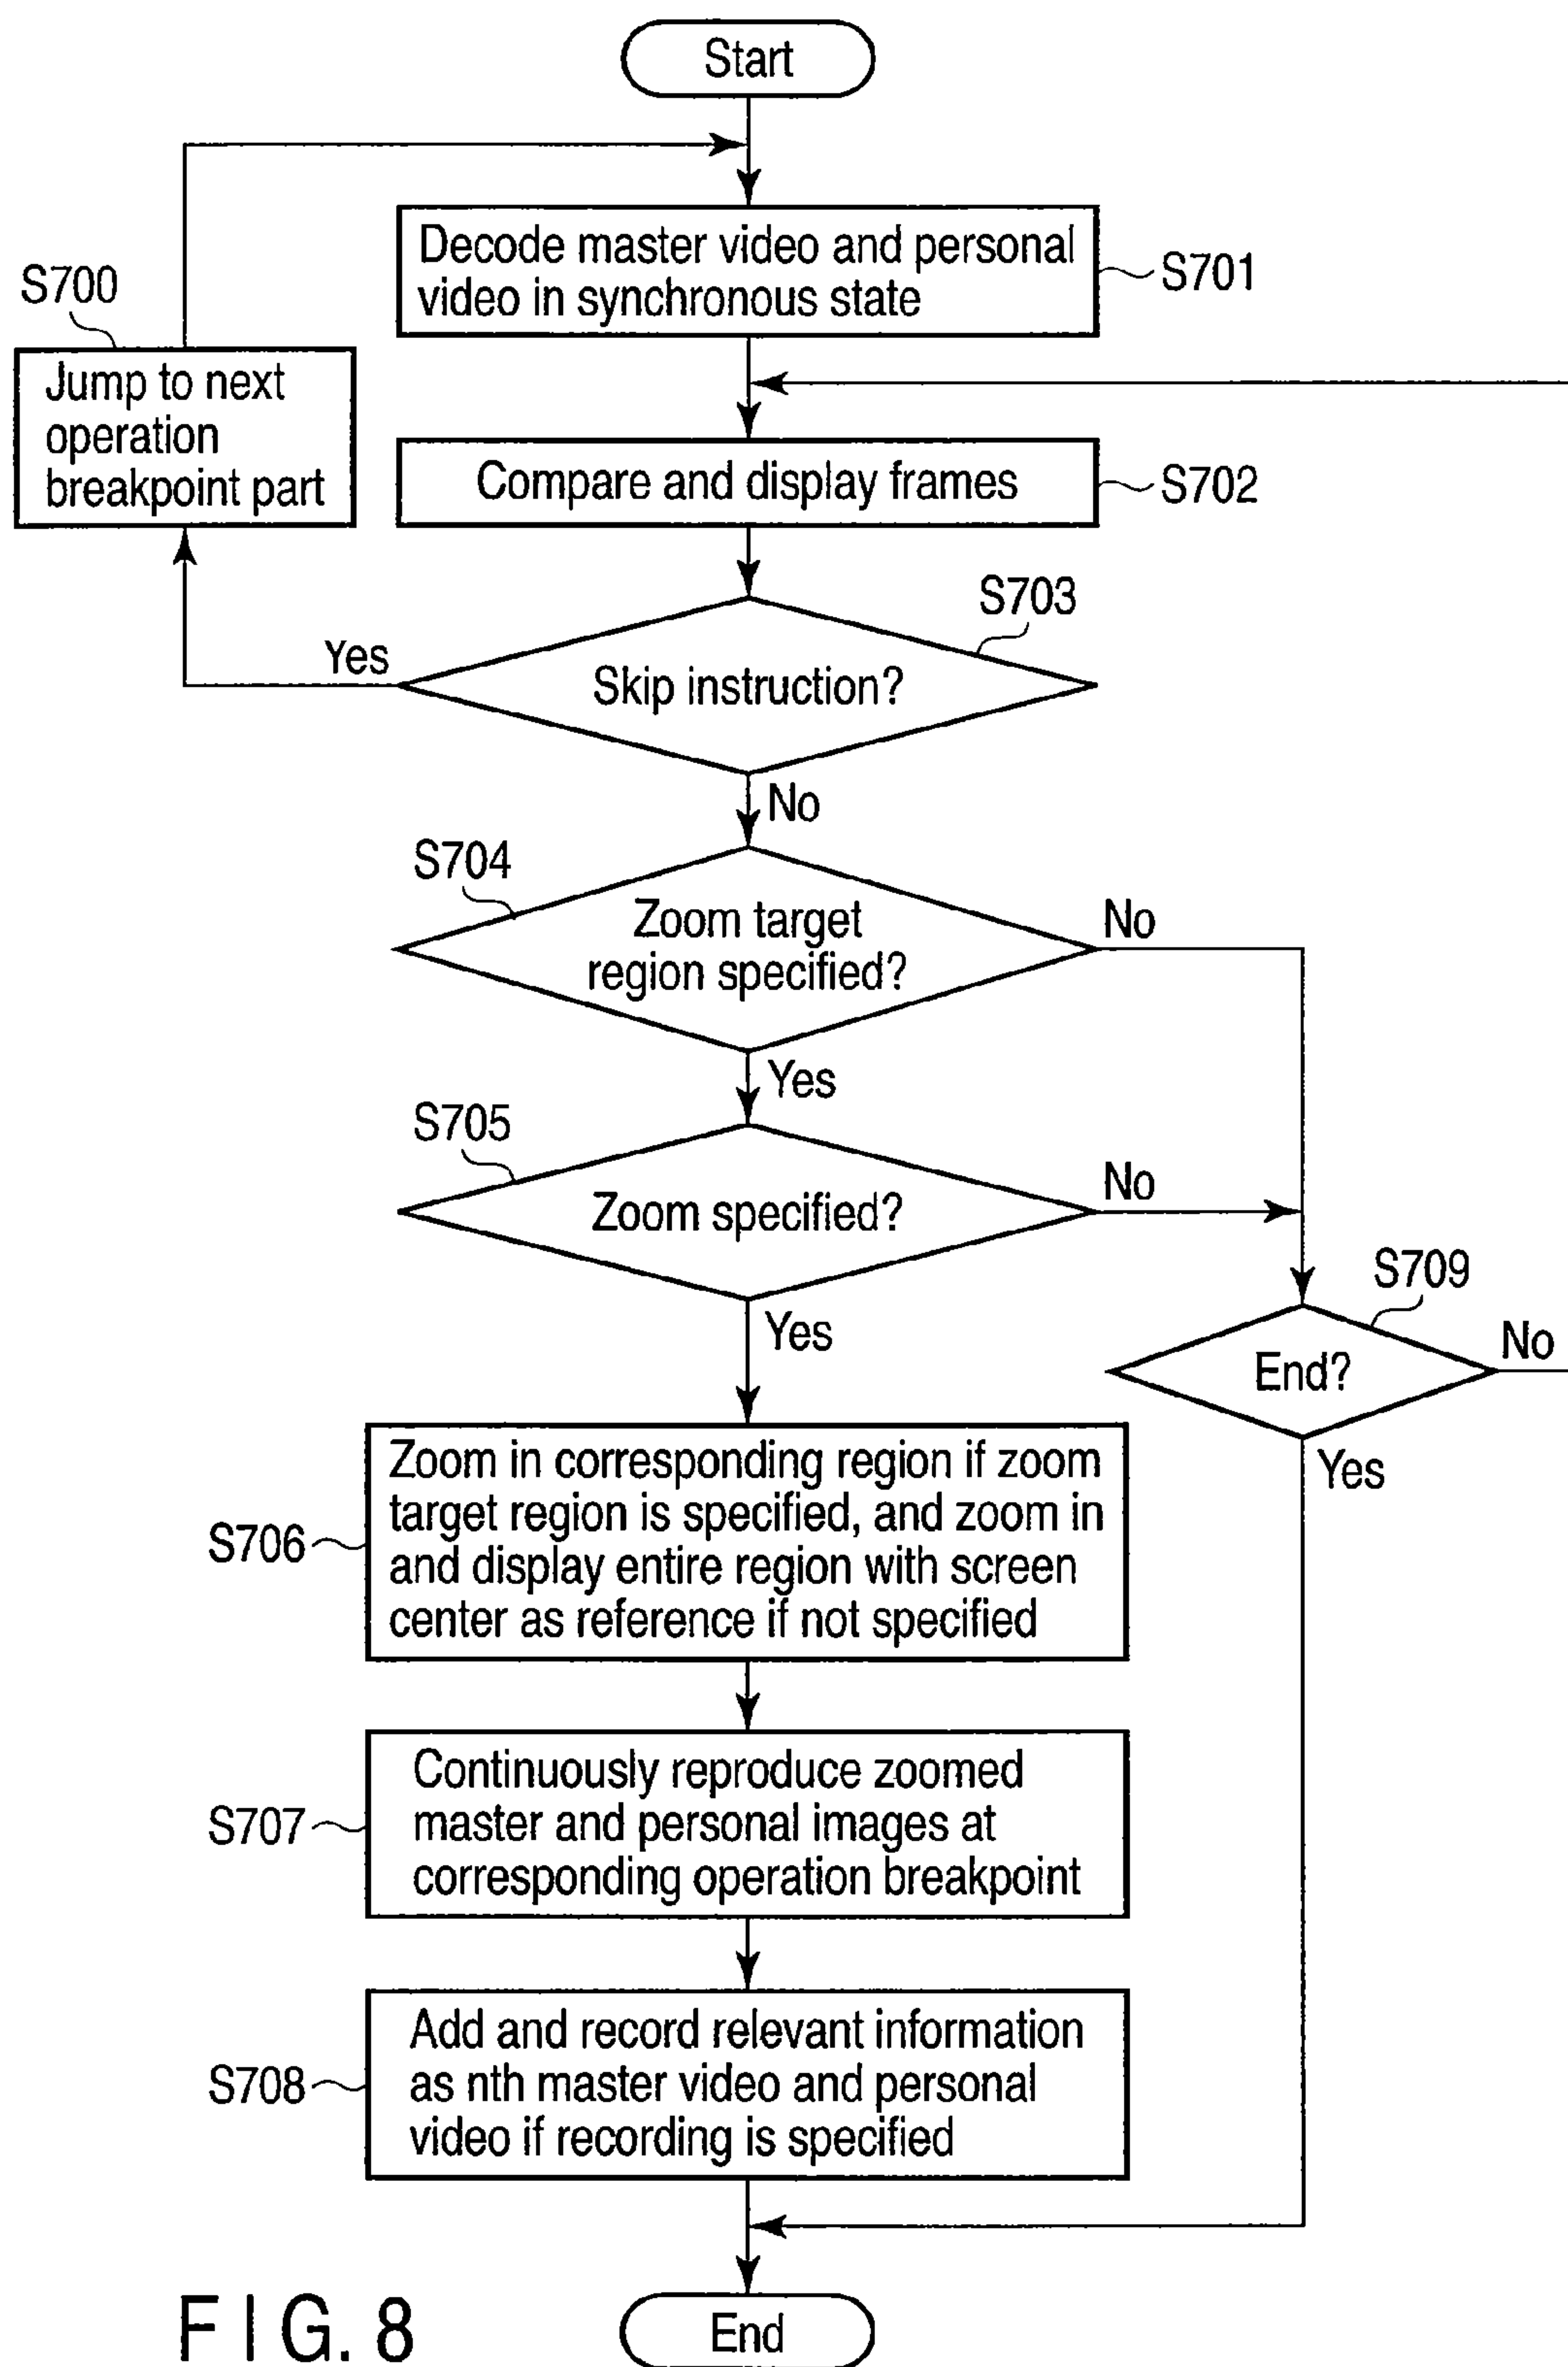 Start
Decode master video and personal
video in synchronous state
S701
S700
Jump to next
operation
breakpoint part
Compare and display frames
S702
S703
Yes
Skip instruction?
No
S704
Zoom target
region specified?
No
Yes
S705
Zoom specified?
No
Yes
S709
End?
No
Yes
S706
Zoom in corresponding region if zoom
target region is specified, and zoom in
and display entire region with screen
center as reference if not specified
S707
Continuously reproduce zoomed
master and personal images at
corresponding operation breakpoint
S708
Add and record relevant information
as nth master video and personal
video if recording is specified
End
FIG. 8